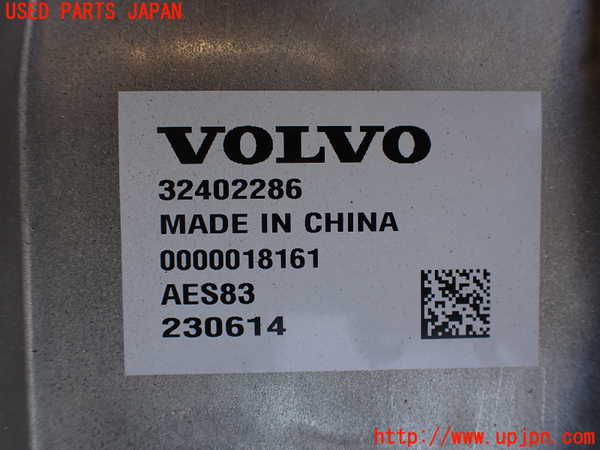 USED PARTS JAPAN
VOLVO
32402286
MADE IN CHINA
0000018161
AES83
230614
http://www.upjpn.com